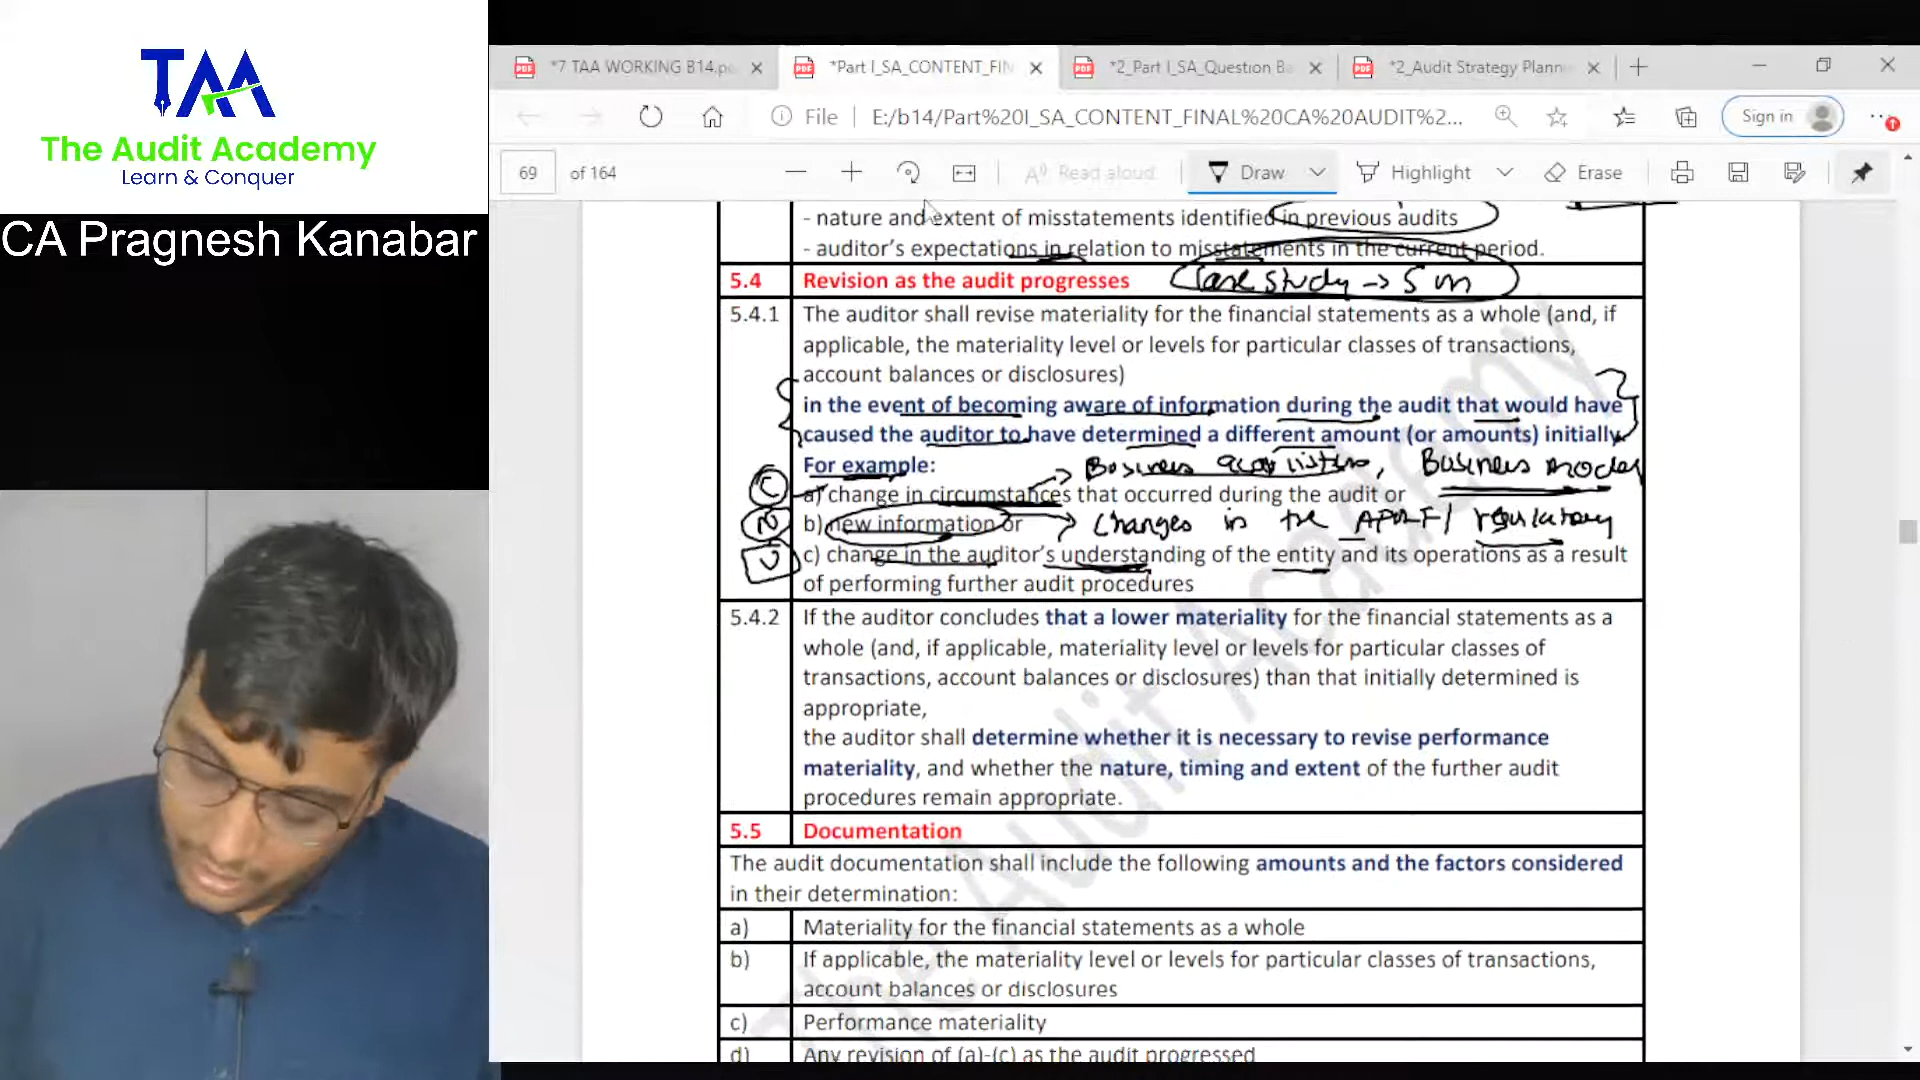 TAA
The Audit Academy
Learn & Conquer
CA Pragnesh Kanabar
*7 TAA WORKING B14.pc
*Part I_SA_CONTENT_FIN
*2_Part I_SA_Question Ba
*2_Audit Strategy Plann
File
E:/b14/Part%20I_SA_CONTENT_FINAL%20CA%20AUDIT%2...
Sign in
69 of 164
Read aloud
Draw
Highlight
Erase
- nature and extent of misstatements identified in previous audits
- auditor's expectations in relation to misstatements in the current period.
5.4 Revision as the audit progresses Case study → 5 m
5.4.1 The auditor shall revise materiality for the financial statements as a whole (and, if
applicable, the materiality level or levels for particular classes of transactions,
account balances or disclosures)
in the event of becoming aware of information during the audit that would have
caused the auditor to have determined a different amount (or amounts) initially.
For example: → Business acquisition, Business model
C a) change in circumstances that occurred during the audit or
N b) new information or → Changes in the / regulatory
U c) change in the auditor's understanding of the entity and its operations as a result
of performing further audit procedures
5.4.2 If the auditor concludes that a lower materiality for the financial statements as a
whole (and, if applicable, materiality level or levels for particular classes of
transactions, account balances or disclosures) than that initially determined is
appropriate,
the auditor shall determine whether it is necessary to revise performance
materiality, and whether the nature, timing and extent of the further audit
procedures remain appropriate.
5.5 Documentation
The audit documentation shall include the following amounts and the factors considered
in their determination:
a) Materiality for the financial statements as a whole
b) If applicable, the materiality level or levels for particular classes of transactions,
account balances or disclosures
c) Performance materiality
d) Any revision of (a)-(c) as the audit progressed
The Audit Academy